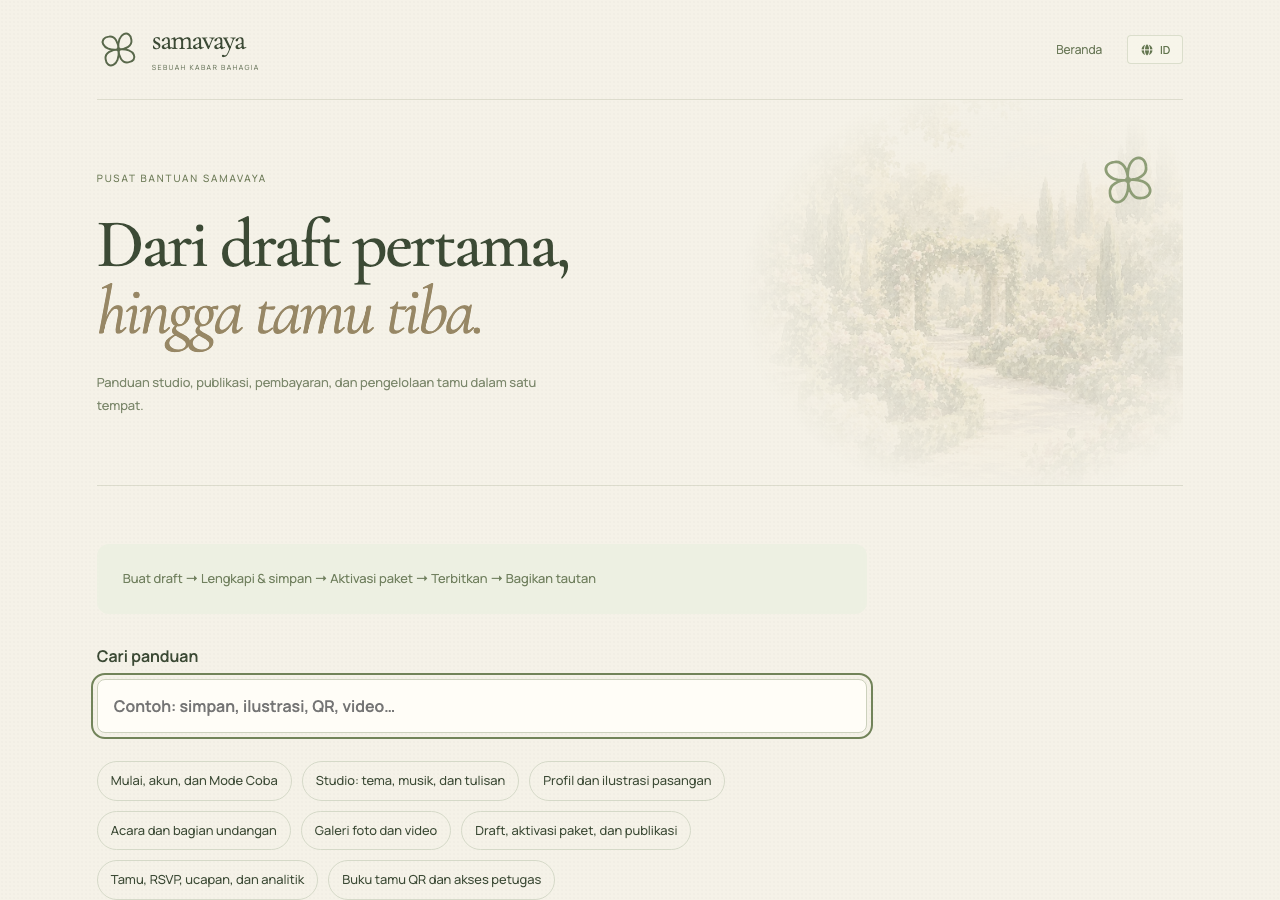 samavaya
SEBUAH KABAR BAHAGIA
Beranda
ID
PUSAT BANTUAN SAMAVAYA
Dari draft pertama,
hingga tamu tiba.
Panduan studio, publikasi, pembayaran, dan pengelolaan tamu dalam satu
tempat.
Buat draft → Lengkapi & simpan → Aktivasi paket → Terbitkan → Bagikan tautan
Cari panduan
Contoh: simpan, ilustrasi, QR, video…
Mulai, akun, dan Mode Coba
Studio: tema, musik, dan tulisan
Profil dan ilustrasi pasangan
Acara dan bagian undangan
Galeri foto dan video
Draft, aktivasi paket, dan publikasi
Tamu, RSVP, ucapan, dan analitik
Buku tamu QR dan akses petugas